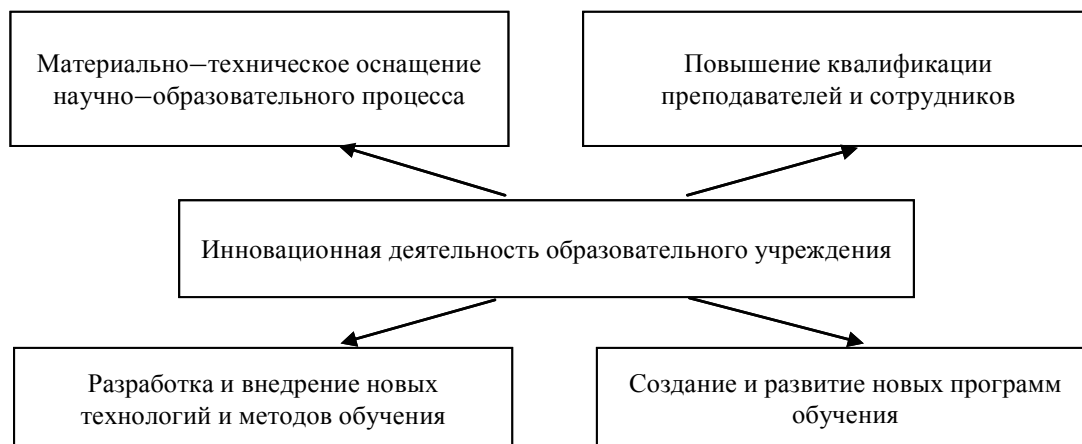 Материально–техническое оснащение
научно–образовательного процесса
Повышение квалификации
преподавателей и сотрудников
Инновационная деятельность образовательного учреждения
Разработка и внедрение новых
технологий и методов обучения
Создание и развитие новых программ
обучения